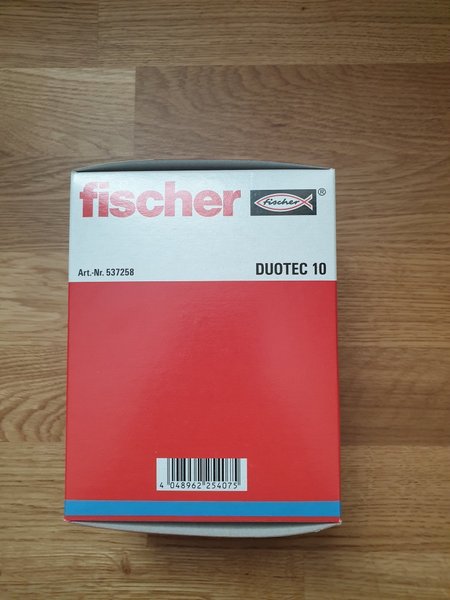 fischer
fischer ®
Art.-Nr. 537258
DUOTEC 10
4 048962 254075